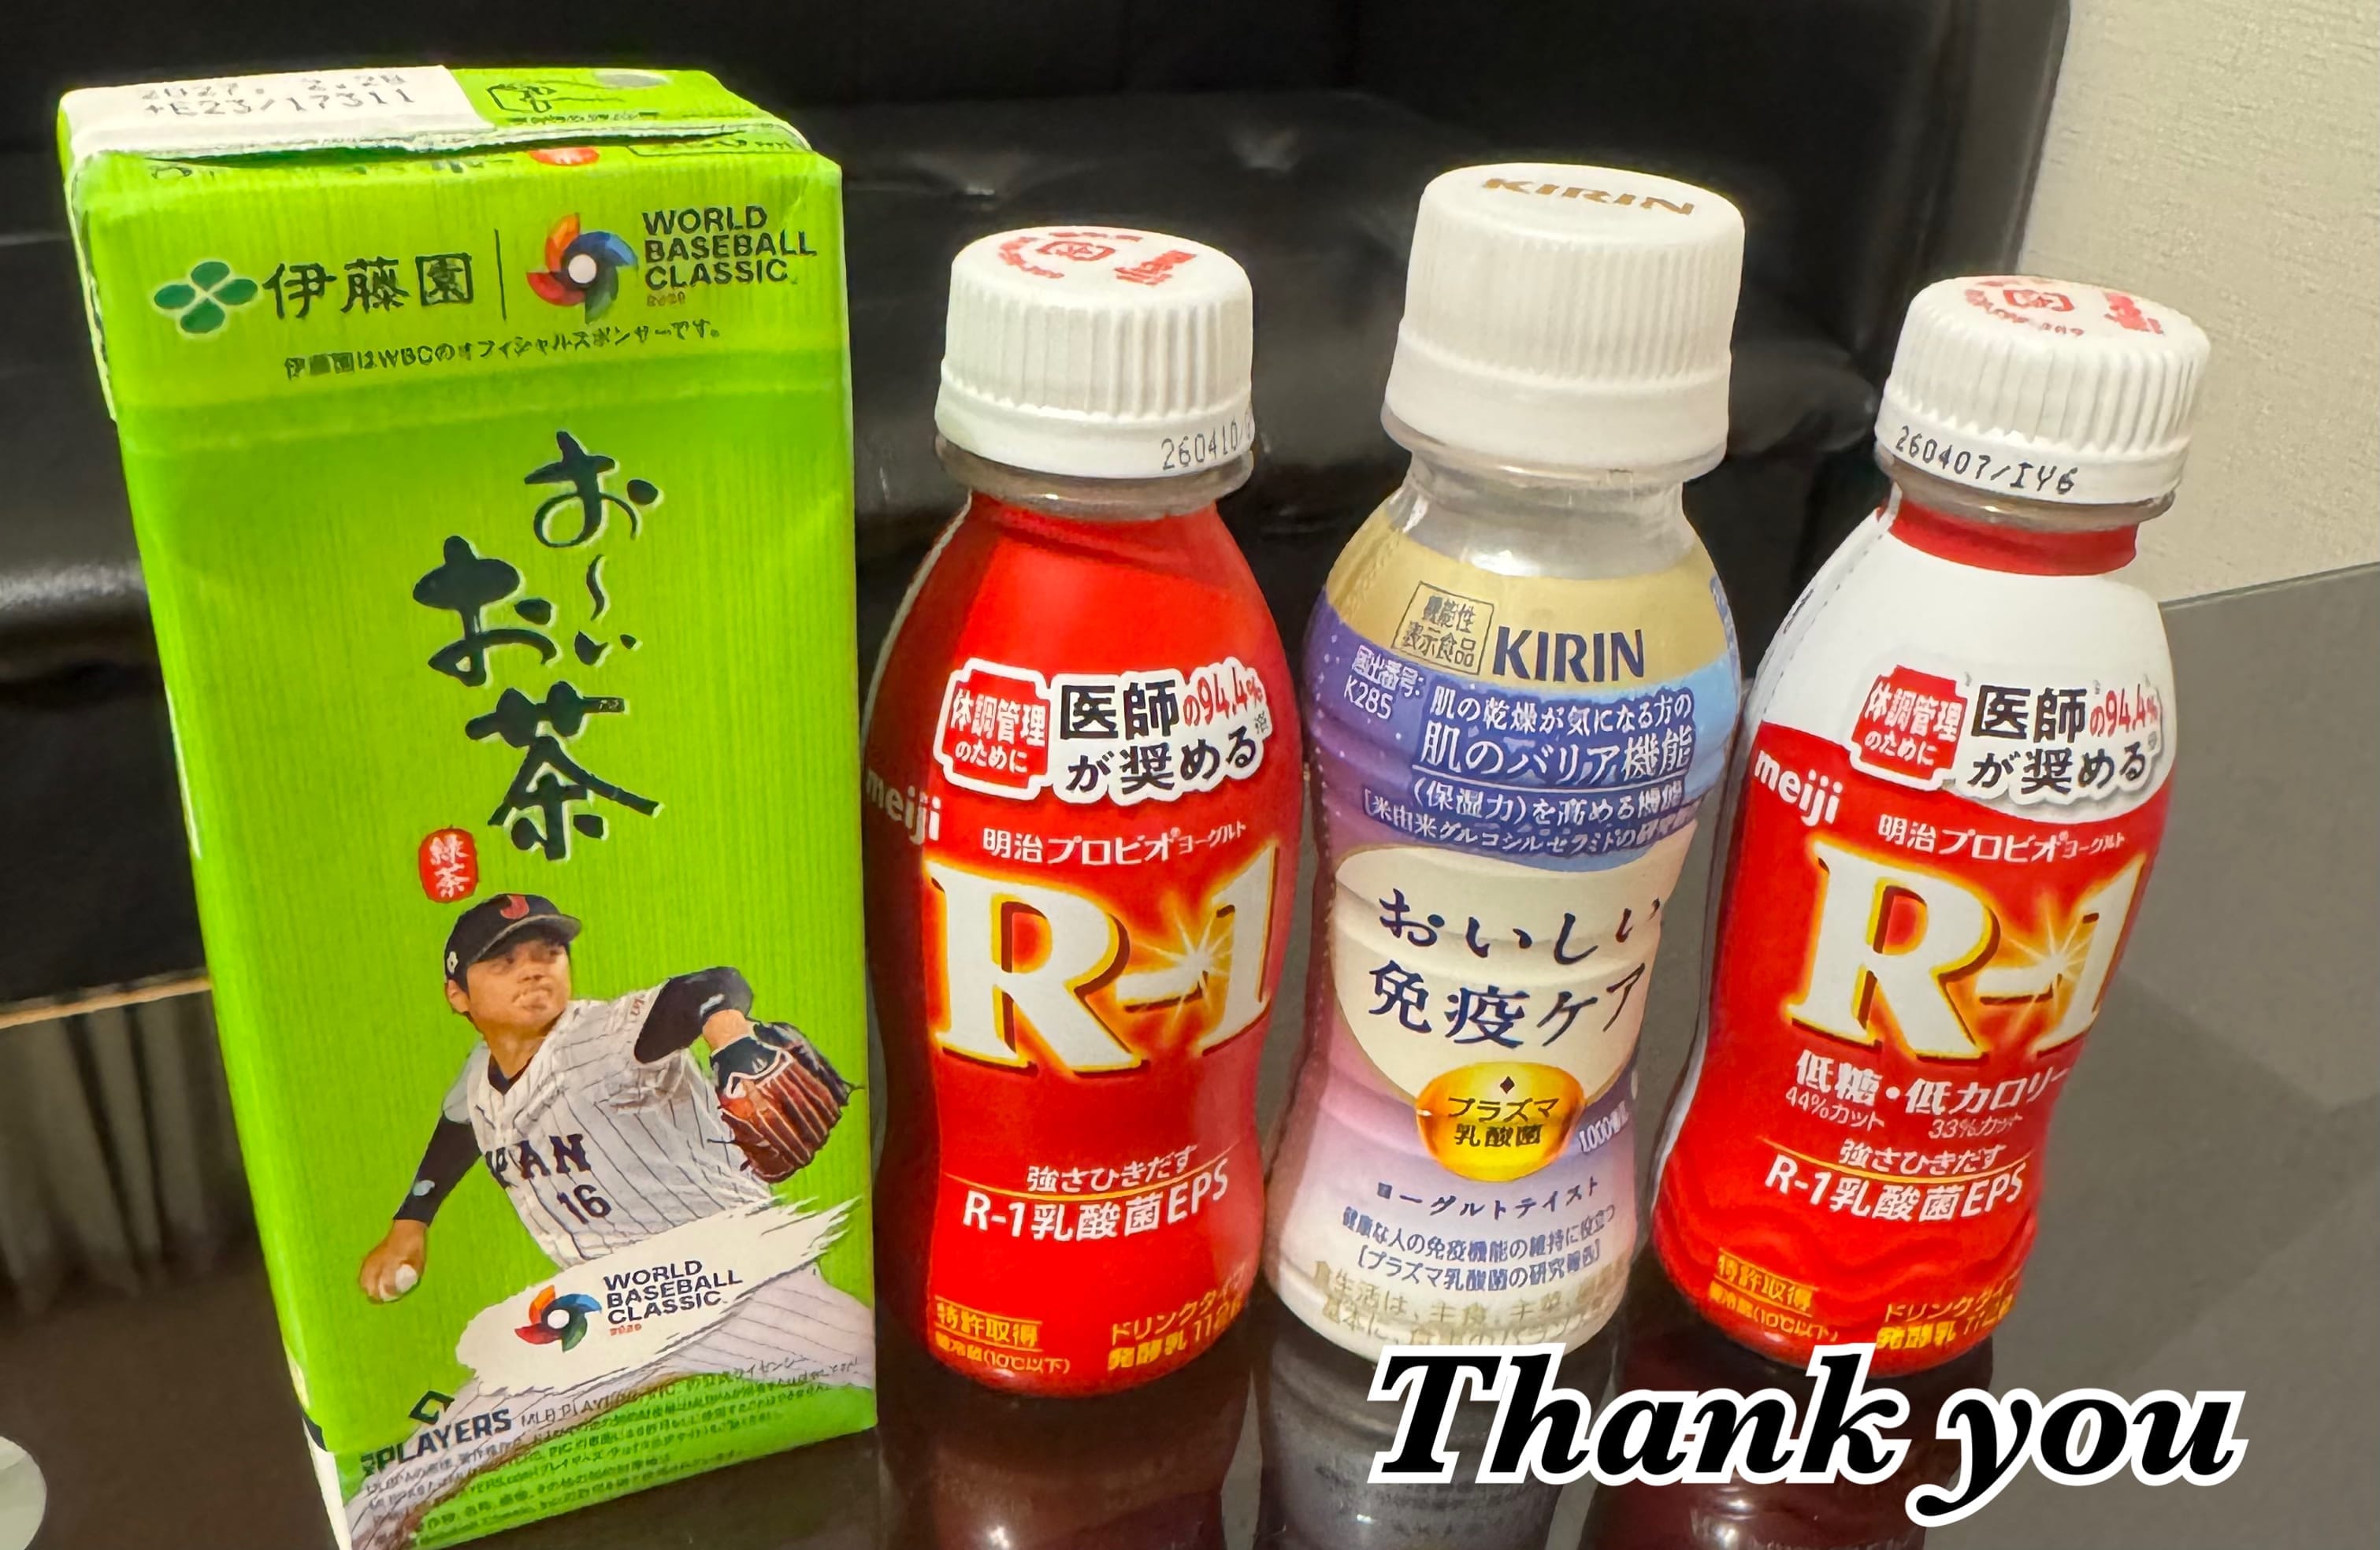 伊藤園
WORLD
BASEBALL
CLASSIC
伊藤園はWBCのオフィシャルスポンサーです。
お〜い
お茶
緑茶
16
WORLD
BASEBALL
CLASSIC
PLAYERS
260410
体調管理
のために
医師の94.4%
が奨める
meiji
明治プロビオヨーグルト
R-1
強さひきだす
R-1乳酸菌EPS
特許取得
要冷蔵(10℃以下)
ドリンクタイプ
発酵乳 112g
KIRIN
機能性
表示食品
KIRIN
届出番号:
K285
肌の乾燥が気になる方の
肌のバリア機能
(保湿力)を高める機能
おいしい
免疫ケア
プラズマ
乳酸菌
ヨーグルトテイスト
健康な人の免疫機能の維持に役立つ
[プラズマ乳酸菌の研究報告]
260407/IY6
体調管理
のために
医師の94.4%
が奨める
meiji
明治プロビオヨーグルト
R-1
低糖・低カロリー
44%カット 33%カット
強さひきだす
R-1乳酸菌EPS
特許取得
要冷蔵(10℃以下)
ドリンクタイプ
発酵乳 112g
Thank you